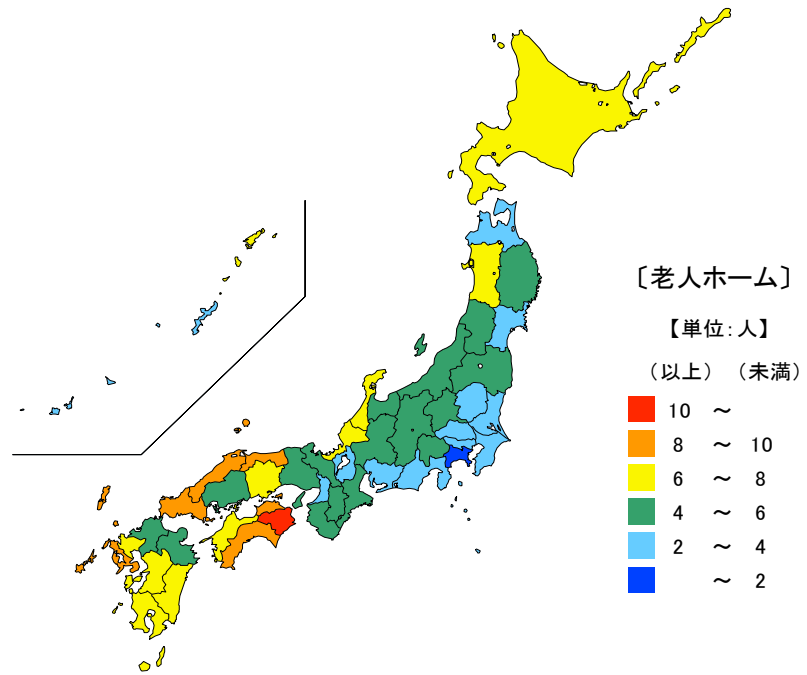 〔老人ホーム〕
【単位:人】
（以上） （未満）
10 ～
8 ～ 10
6 ～ 8
4 ～ 6
2 ～ 4
～ 2